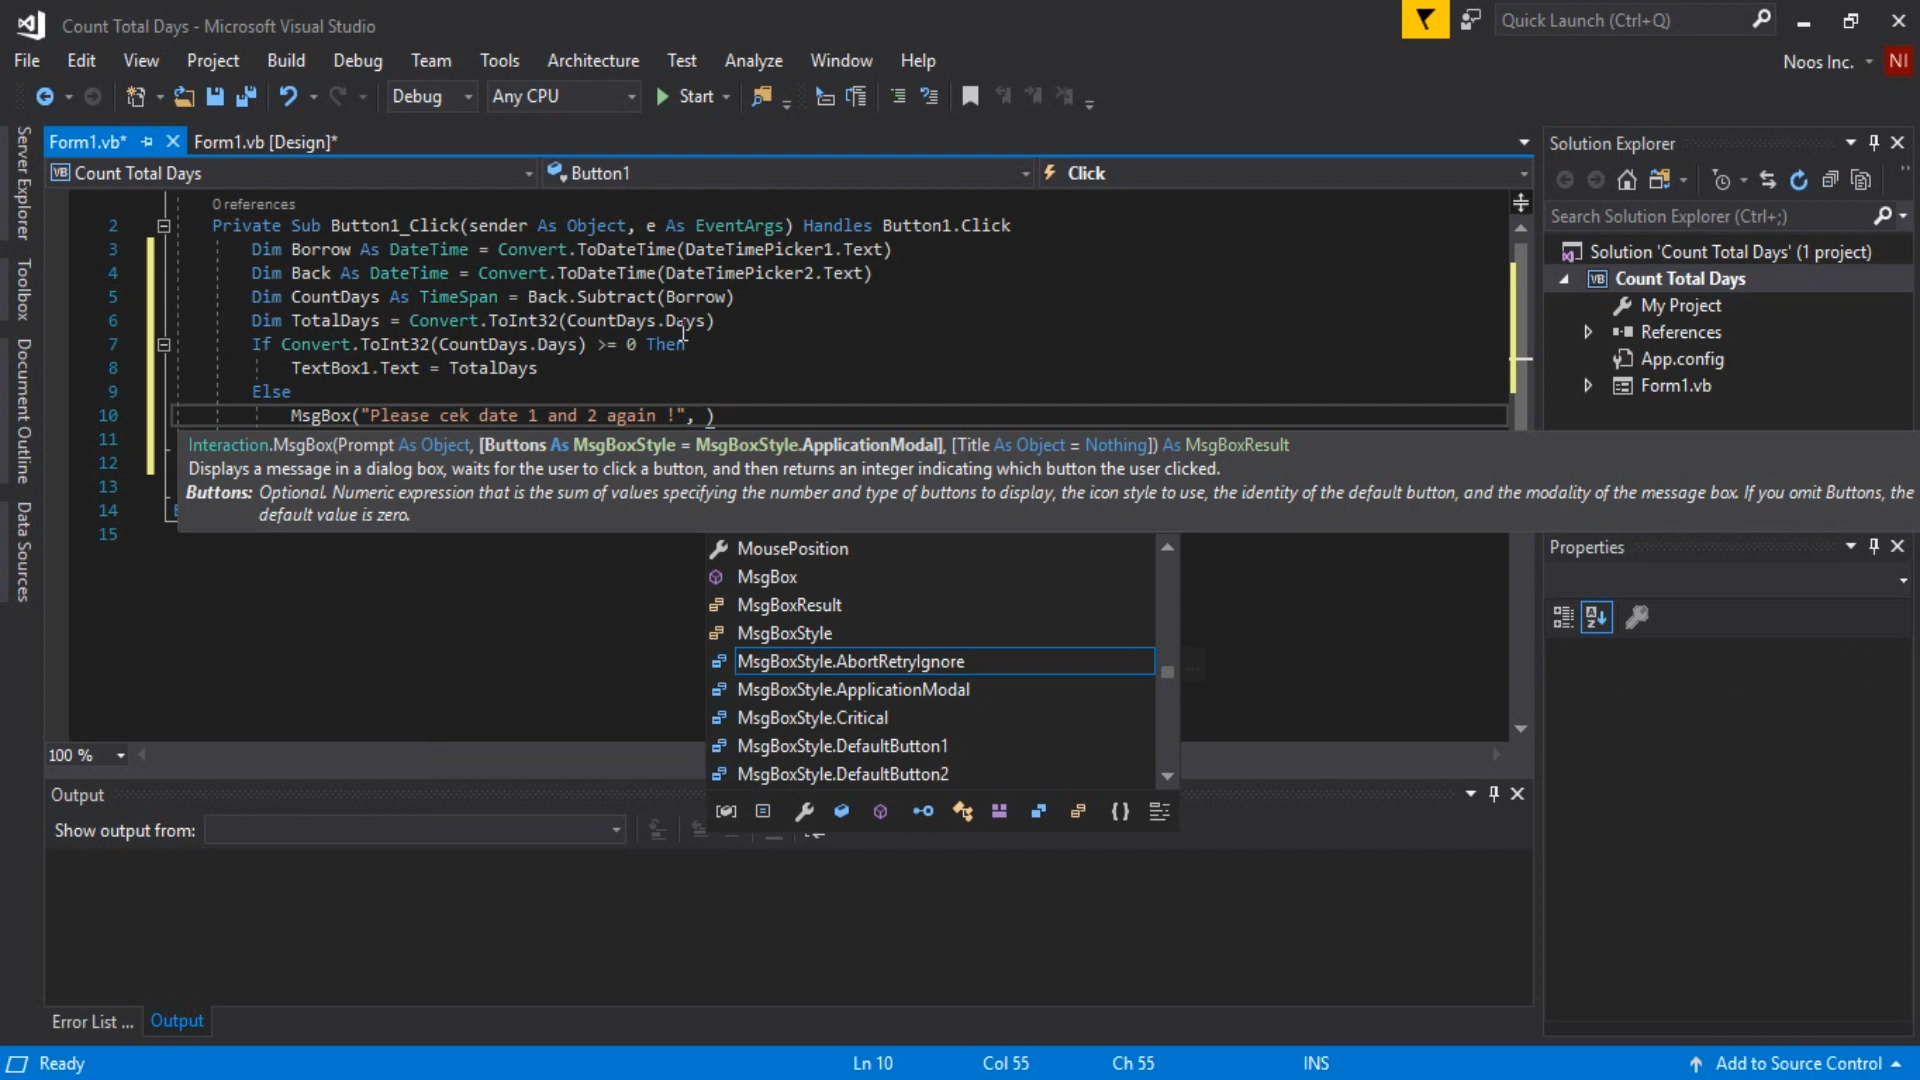 Count Total Days - Microsoft Visual Studio
Quick Launch (Ctrl+Q)
File Edit View Project Build Debug Team Tools Architecture Test Analyze Window Help
Noos Inc. NI
Debug Any CPU Start
Form1.vb* Form1.vb [Design]*
Solution Explorer
VB Count Total Days Button1 Click
Server Explorer
Toolbox
Document Outline
Data Sources
Search Solution Explorer (Ctrl+;)
Solution 'Count Total Days' (1 project)
VB Count Total Days
My Project
References
App.config
Form1.vb
0 references
2 Private Sub Button1_Click(sender As Object, e As EventArgs) Handles Button1.Click
3 Dim Borrow As DateTime = Convert.ToDateTime(DateTimePicker1.Text)
4 Dim Back As DateTime = Convert.ToDateTime(DateTimePicker2.Text)
5 Dim CountDays As TimeSpan = Back.Subtract(Borrow)
6 Dim TotalDays = Convert.ToInt32(CountDays.Days)
7 If Convert.ToInt32(CountDays.Days) >= 0 Then
8 TextBox1.Text = TotalDays
9 Else
10 MsgBox("Please cek date 1 and 2 again !", )
11
12
13
14 E
15
Interaction.MsgBox(Prompt As Object, [Buttons As MsgBoxStyle = MsgBoxStyle.ApplicationModal], [Title As Object = Nothing]) As MsgBoxResult
Displays a message in a dialog box, waits for the user to click a button, and then returns an integer indicating which button the user clicked.
Buttons: Optional. Numeric expression that is the sum of values specifying the number and type of buttons to display, the icon style to use, the identity of the default button, and the modality of the message box. If you omit Buttons, the
default value is zero.
MousePosition
MsgBox
MsgBoxResult
MsgBoxStyle
MsgBoxStyle.AbortRetryIgnore
MsgBoxStyle.ApplicationModal
MsgBoxStyle.Critical
MsgBoxStyle.DefaultButton1
MsgBoxStyle.DefaultButton2
Properties
100 %
Output
Show output from:
Error List ... Output
Ready Ln 10 Col 55 Ch 55 INS Add to Source Control